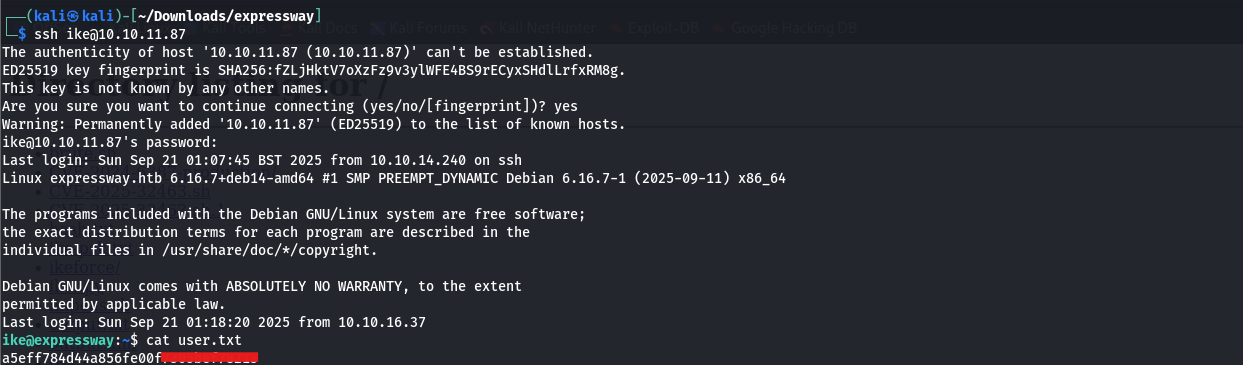 (kali㉿kali)-[~/Downloads/expressway]
$ ssh ike@10.10.11.87
The authenticity of host '10.10.11.87 (10.10.11.87)' can't be established.
ED25519 key fingerprint is SHA256:fZLjHktV7oXzFz9v3ylWFE4BS9rECyxSHdlLrfxRM8g.
This key is not known by any other names.
Are you sure you want to continue connecting (yes/no/[fingerprint])? yes
Warning: Permanently added '10.10.11.87' (ED25519) to the list of known hosts.
ike@10.10.11.87's password:
Last login: Sun Sep 21 01:07:45 BST 2025 from 10.10.14.240 on ssh
Linux expressway.htb 6.16.7+deb14-amd64 #1 SMP PREEMPT_DYNAMIC Debian 6.16.7-1 (2025-09-11) x86_64
The programs included with the Debian GNU/Linux system are free software;
the exact distribution terms for each program are described in the
individual files in /usr/share/doc/*/copyright.
Debian GNU/Linux comes with ABSOLUTELY NO WARRANTY, to the extent
permitted by applicable law.
Last login: Sun Sep 21 01:18:20 2025 from 10.10.16.37
ike@expressway:~$ cat user.txt
a5eff784d44a856fe00f